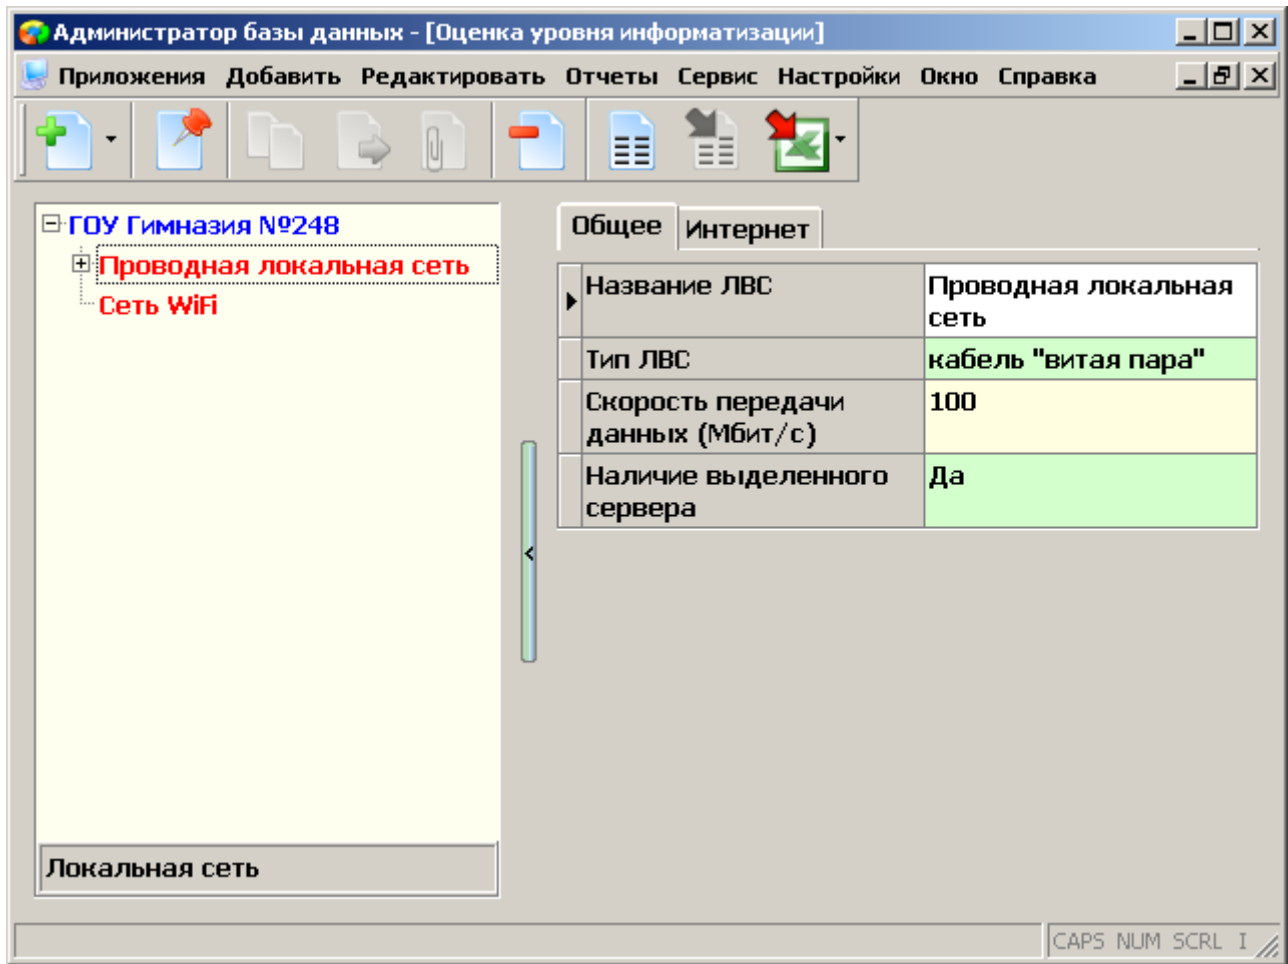 Администратор базы данных - [Оценка уровня информатизации]
Приложения Добавить Редактировать Отчеты Сервис Настройки Окно Справка
ГОУ Гимназия №248
Проводная локальная сеть
Сеть WiFi
Локальная сеть
Общее Интернет
Название ЛВС Проводная локальная
сеть
Тип ЛВС кабель "витая пара"
Скорость передачи 100
данных (Мбит/с)
Наличие выделенного Да
сервера
CAPS NUM SCRL I